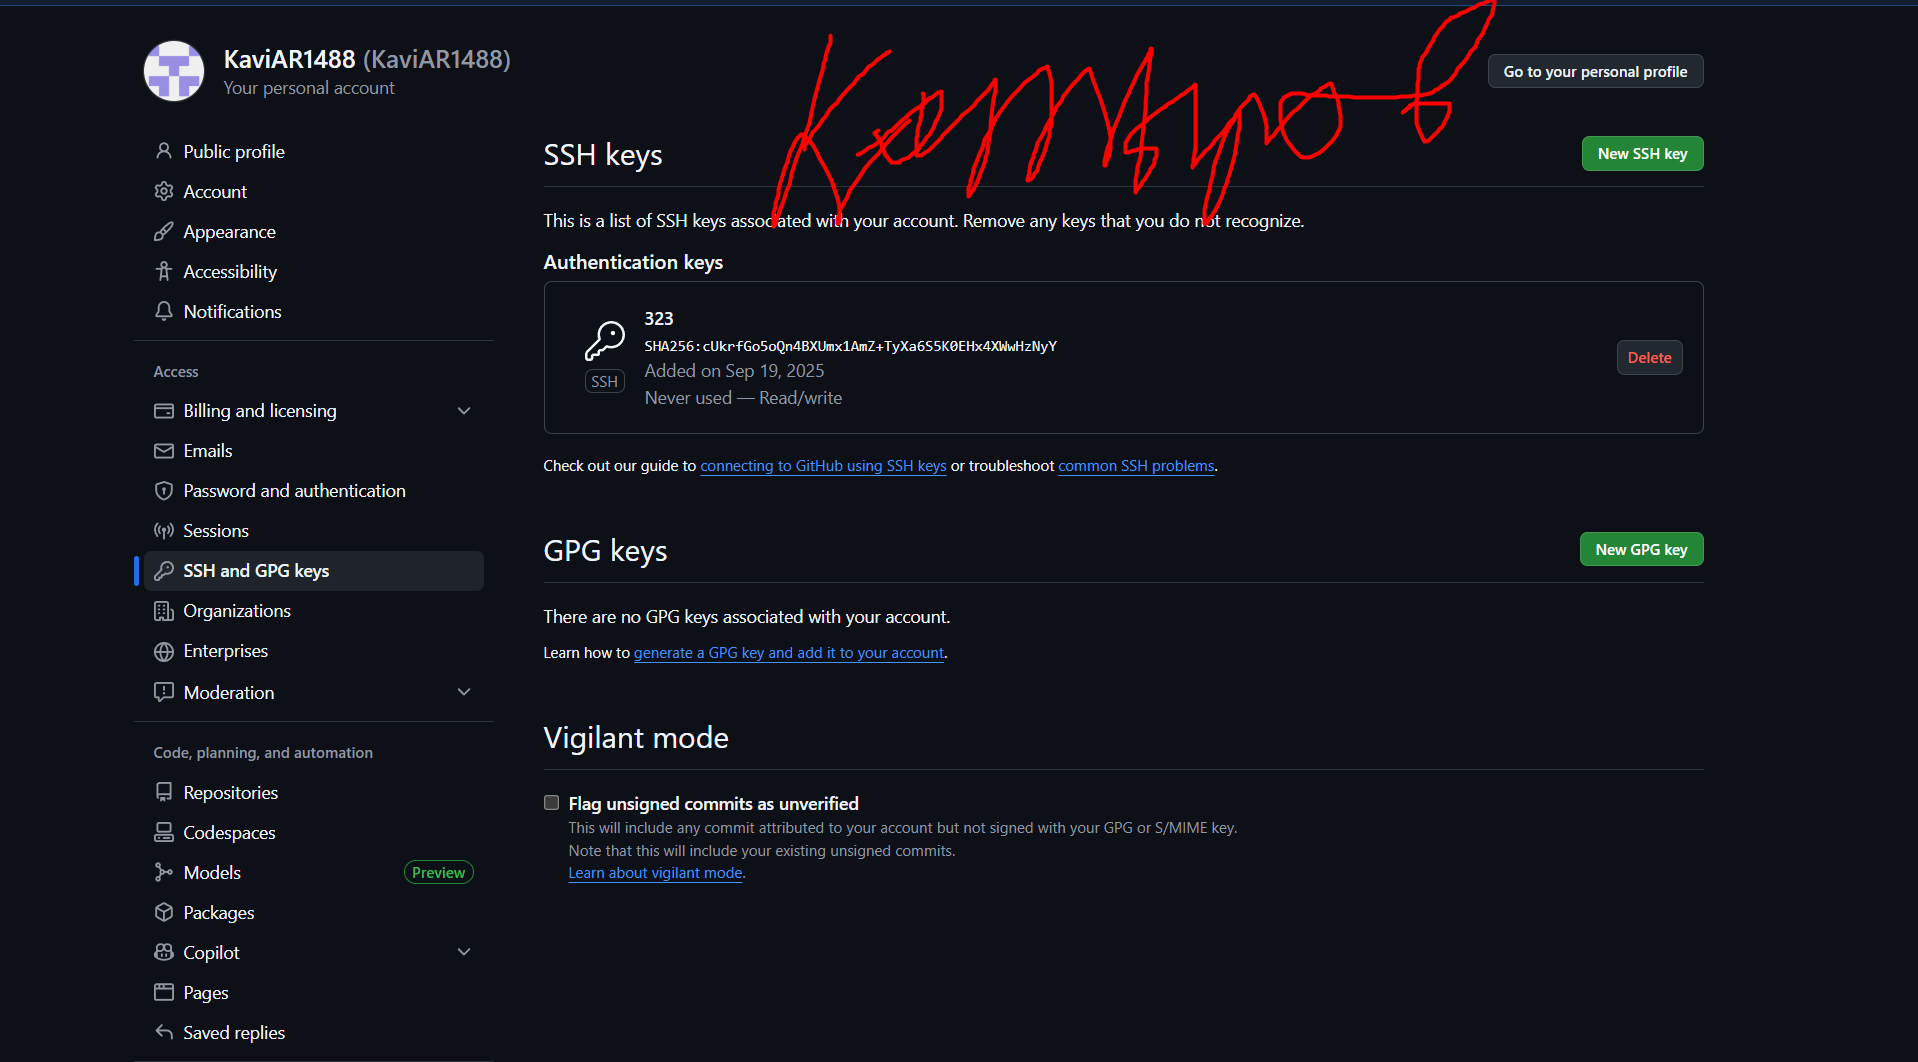 KaviAR1488 (KaviAR1488)
Your personal account
Go to your personal profile
Public profile
Account
Appearance
Accessibility
Notifications
Access
Billing and licensing
Emails
Password and authentication
Sessions
SSH and GPG keys
Organizations
Enterprises
Moderation
Code, planning, and automation
Repositories
Codespaces
Models Preview
Packages
Copilot
Pages
Saved replies
SSH keys
New SSH key
This is a list of SSH keys associated with your account. Remove any keys that you do not recognize.
Authentication keys
323
SHA256:cUkrfGo5oQn4BXUmx1AmZ+TyXa6S5K0EHx4XWwHzNyY
Added on Sep 19, 2025
Never used — Read/write
SSH
Delete
Check out our guide to connecting to GitHub using SSH keys or troubleshoot common SSH problems.
GPG keys
New GPG key
There are no GPG keys associated with your account.
Learn how to generate a GPG key and add it to your account.
Vigilant mode
Flag unsigned commits as unverified
This will include any commit attributed to your account but not signed with your GPG or S/MIME key.
Note that this will include your existing unsigned commits.
Learn about vigilant mode.